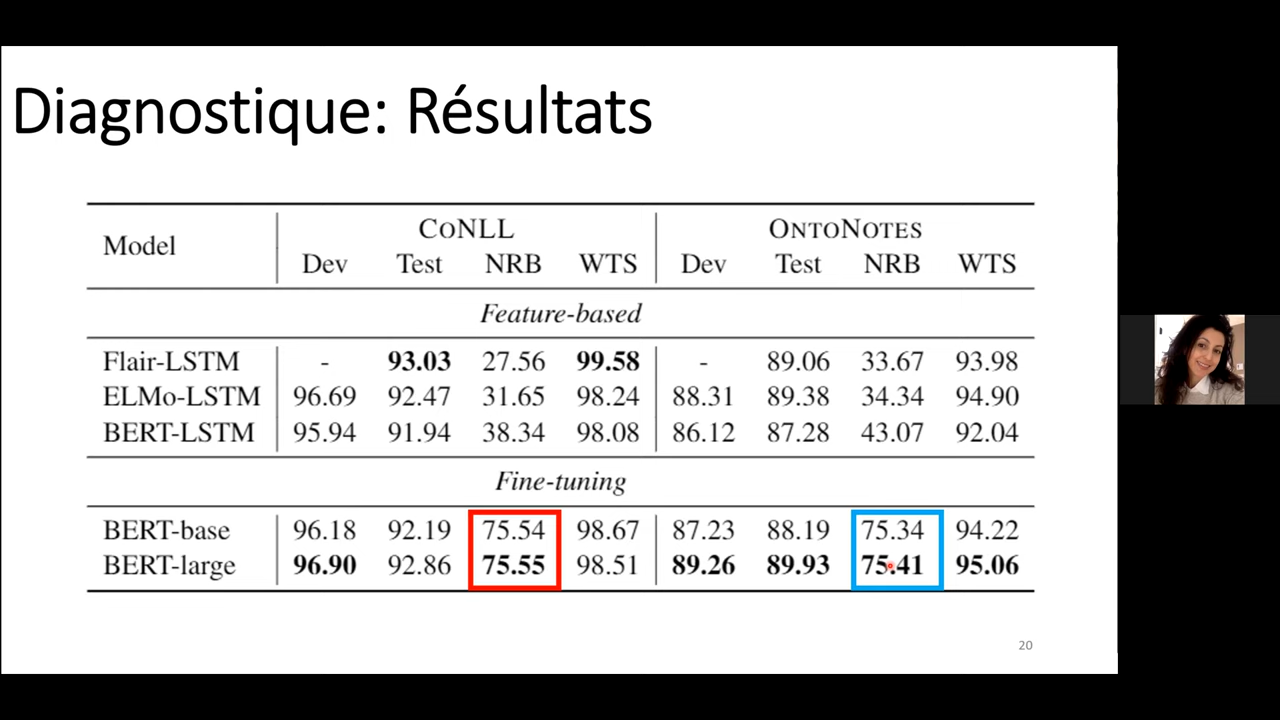 Diagnostique: Résultats
Model CONLL ONTONOTES
Dev Test NRB WTS Dev Test NRB WTS
Feature-based
Flair-LSTM - 93.03 27.56 99.58 - 89.06 33.67 93.98
ELMo-LSTM 96.69 92.47 31.65 98.24 88.31 89.38 34.34 94.90
BERT-LSTM 95.94 91.94 38.34 98.08 86.12 87.28 43.07 92.04
Fine-tuning
BERT-base 96.18 92.19 75.54 98.67 87.23 88.19 75.34 94.22
BERT-large 96.90 92.86 75.55 98.51 89.26 89.93 75.41 95.06
20